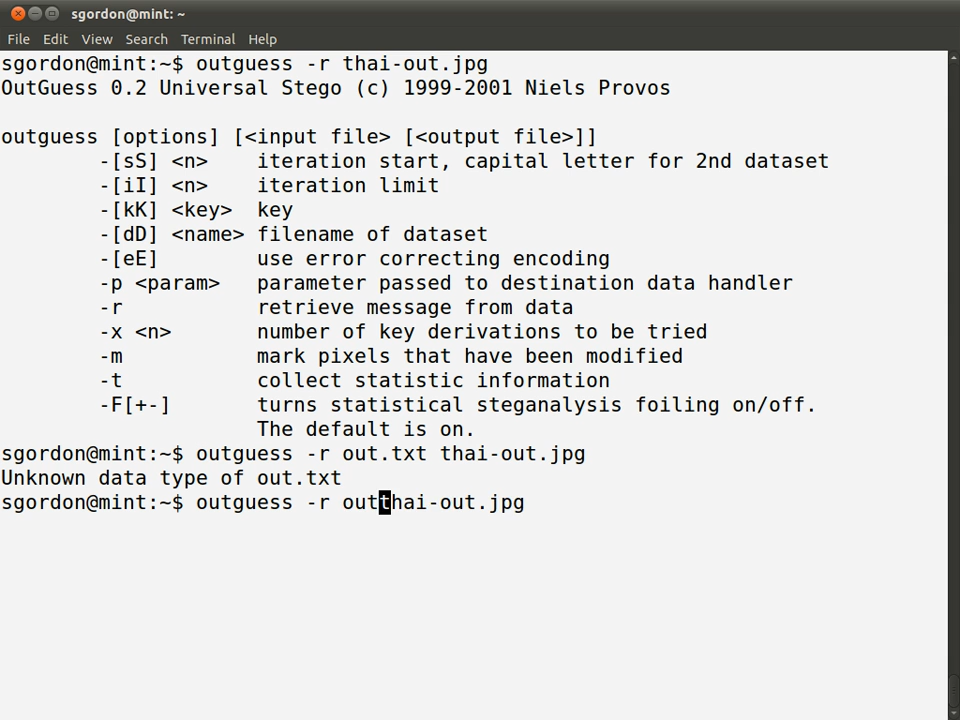 sgordon@mint: ~
File Edit View Search Terminal Help
sgordon@mint:~$ outguess -r thai-out.jpg
OutGuess 0.2 Universal Stego (c) 1999-2001 Niels Provos
outguess [options] [<input file> [<output file>]]
        -[sS] <n>    iteration start, capital letter for 2nd dataset
        -[iI] <n>    iteration limit
        -[kK] <key>  key
        -[dD] <name> filename of dataset
        -[eE]        use error correcting encoding
        -p <param>   parameter passed to destination data handler
        -r           retrieve message from data
        -x <n>       number of key derivations to be tried
        -m           mark pixels that have been modified
        -t           collect statistic information
        -F[+-]       turns statistical steganalysis foiling on/off.
                     The default is on.
sgordon@mint:~$ outguess -r out.txt thai-out.jpg
Unknown data type of out.txt
sgordon@mint:~$ outguess -r outthai-out.jpg